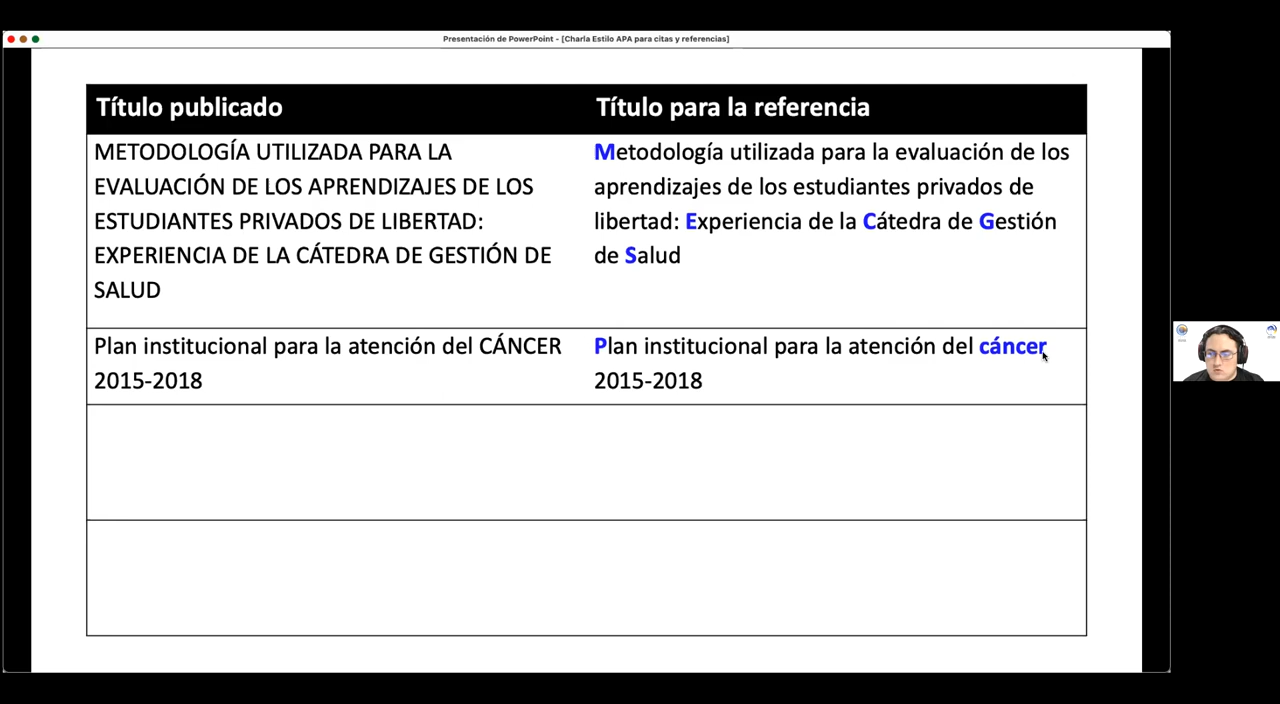 Presentación de PowerPoint - [Charla Estilo APA para citas y referencias]
Título publicado
Título para la referencia
METODOLOGÍA UTILIZADA PARA LA
EVALUACIÓN DE LOS APRENDIZAJES DE LOS
ESTUDIANTES PRIVADOS DE LIBERTAD:
EXPERIENCIA DE LA CÁTEDRA DE GESTIÓN DE
SALUD
Metodología utilizada para la evaluación de los
aprendizajes de los estudiantes privados de
libertad: Experiencia de la Cátedra de Gestión
de Salud
Plan institucional para la atención del CÁNCER
2015-2018
Plan institucional para la atención del cáncer
2015-2018